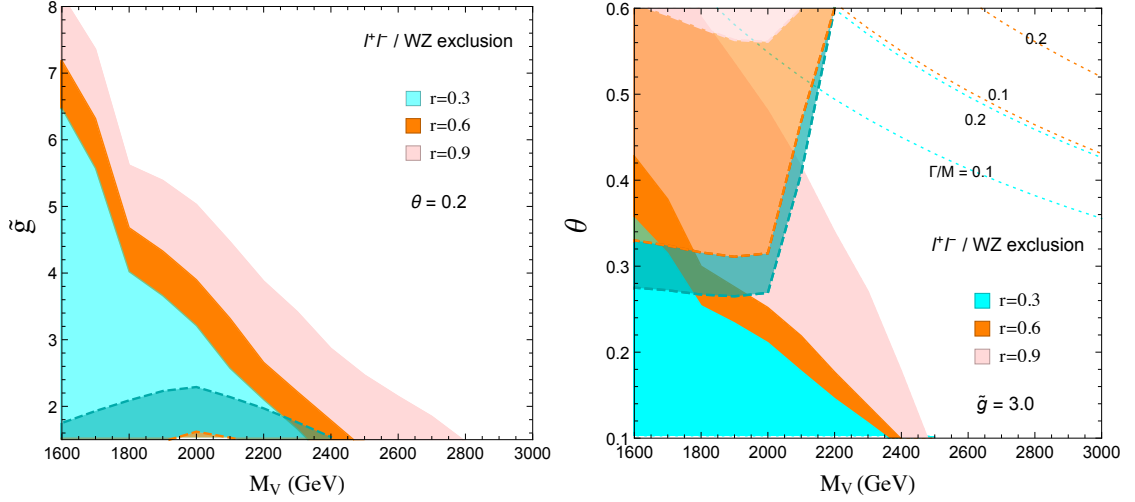 l⁺l⁻ / WZ exclusion
r=0.3
r=0.6
r=0.9
θ = 0.2
g̃
8
7
6
5
4
3
2
1600 1800 2000 2200 2400 2600 2800 3000
M_V (GeV)
0.2
0.1
0.2
Γ/M = 0.1
l⁺l⁻ / WZ exclusion
r=0.3
r=0.6
r=0.9
g̃ = 3.0
θ
0.6
0.5
0.4
0.3
0.2
0.1
1600 1800 2000 2200 2400 2600 2800 3000
M_V (GeV)